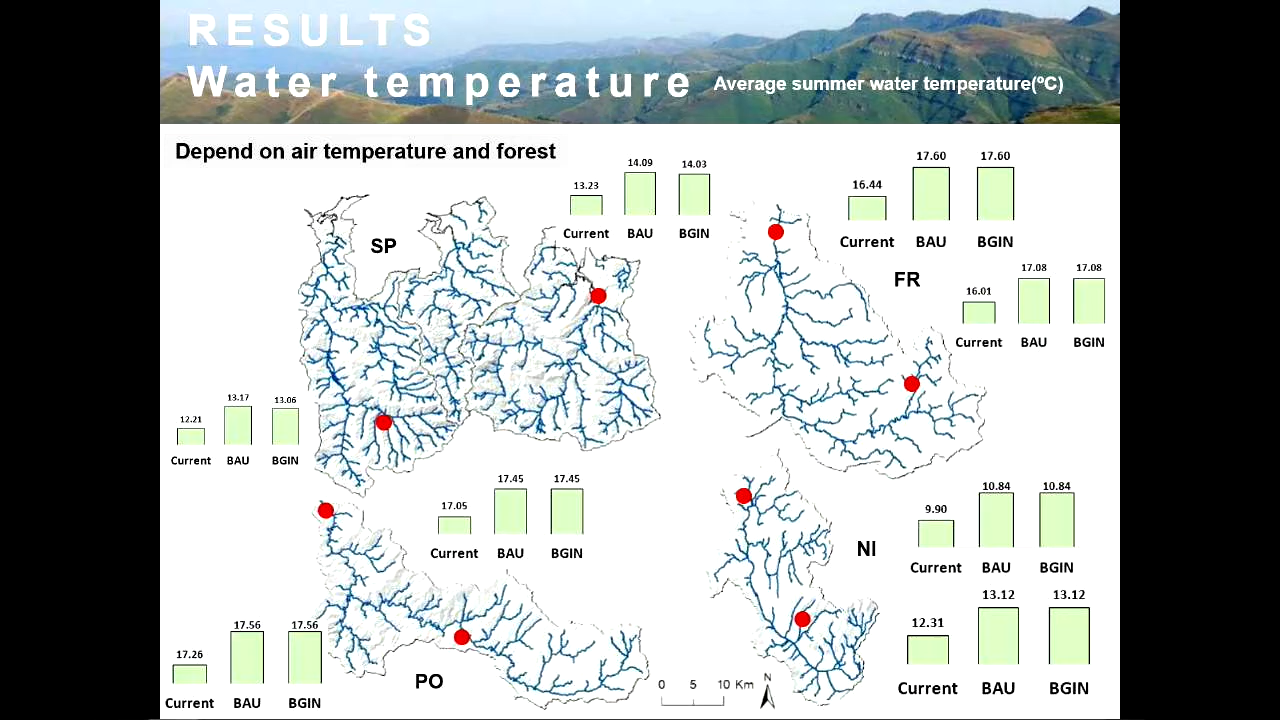 RESULTS
Water temperature
Average summer water temperature(ºC)
Depend on air temperature and forest
13.23
14.09
14.03
Current BAU BGIN
16.44
17.60
17.60
Current BAU BGIN
SP
FR
16.01
17.08
17.08
Current BAU BGIN
12.21
13.17
13.06
Current BAU BGIN
17.05
17.45
17.45
Current BAU BGIN
9.90
10.84
10.84
Current BAU BGIN
NI
12.31
13.12
13.12
Current BAU BGIN
17.26
17.56
17.56
Current BAU BGIN
PO
0 5 10 Km
N